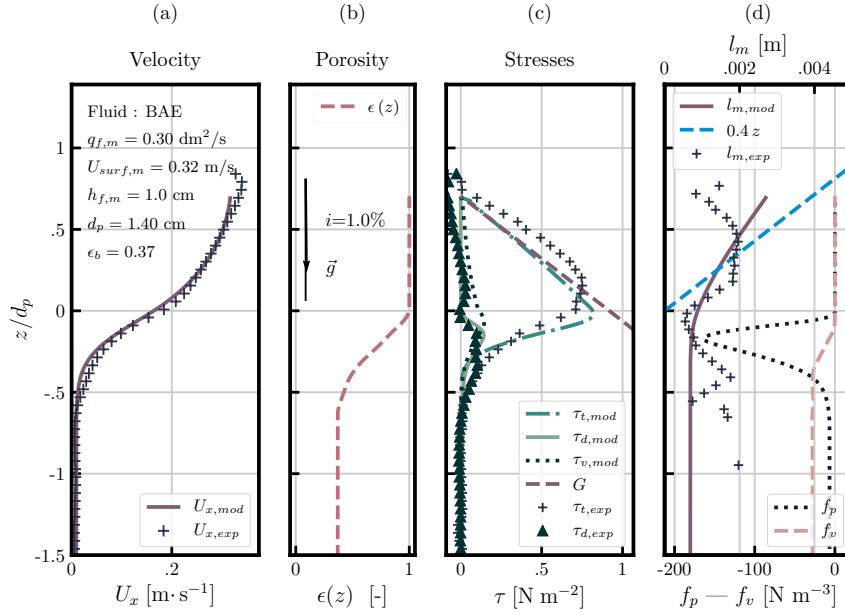 (a)
(b)
(c)
(d)
Velocity
Porosity
Stresses
l_m [m]
0
.002
.004
Fluid : BAE
q_{f,m} = 0.30 dm²/s
U_{surf,m} = 0.32 m/s
h_{f,m} = 1.0 cm
d_p = 1.40 cm
ϵ_b = 0.37
ϵ (z)
i=1.0%
g⃗
l_{m,mod}
0.4 z
l_{m,exp}
z/d_p
1
.5
0
-.5
-1
-1.5
U_{x,mod}
U_{x,exp}
τ_{t,mod}
τ_{d,mod}
τ_{v,mod}
G
τ_{t,exp}
τ_{d,exp}
f_p
f_v
0
.2
0
1
0
.5
1
-200
-100
0
U_x [m· s⁻¹]
ϵ(z) [-]
τ [N m⁻²]
f_p — f_v [N m⁻³]